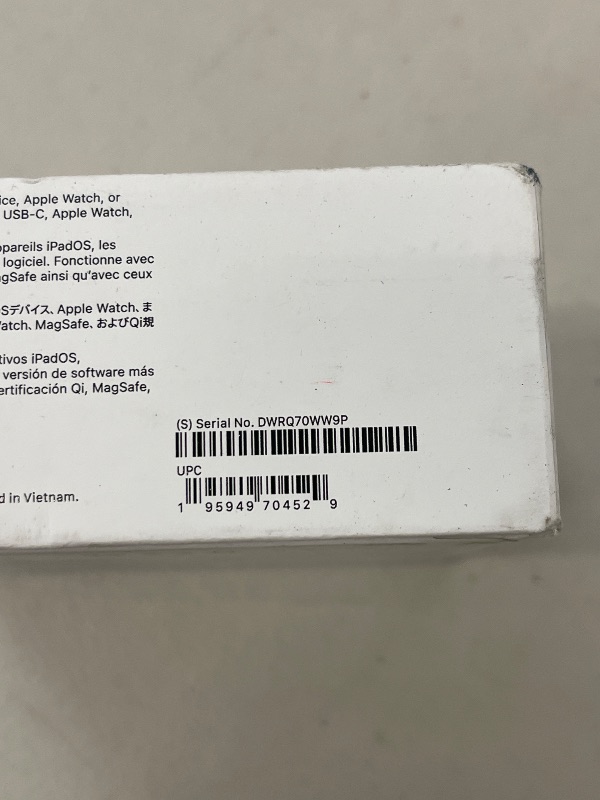 ice, Apple Watch, or
USB-C, Apple Watch,
ppareils iPadOS, les
logiciel. Fonctionne avec
agSafe ainsi qu'avec ceux
Sデバイス、Apple Watch、ま
Watch、MagSafe、およびQi規
tivos iPadOS,
versión de software más
ertificación Qi, MagSafe,
d in Vietnam.
(S) Serial No. DWRQ70WW9P
UPC
1 95949 70452 9